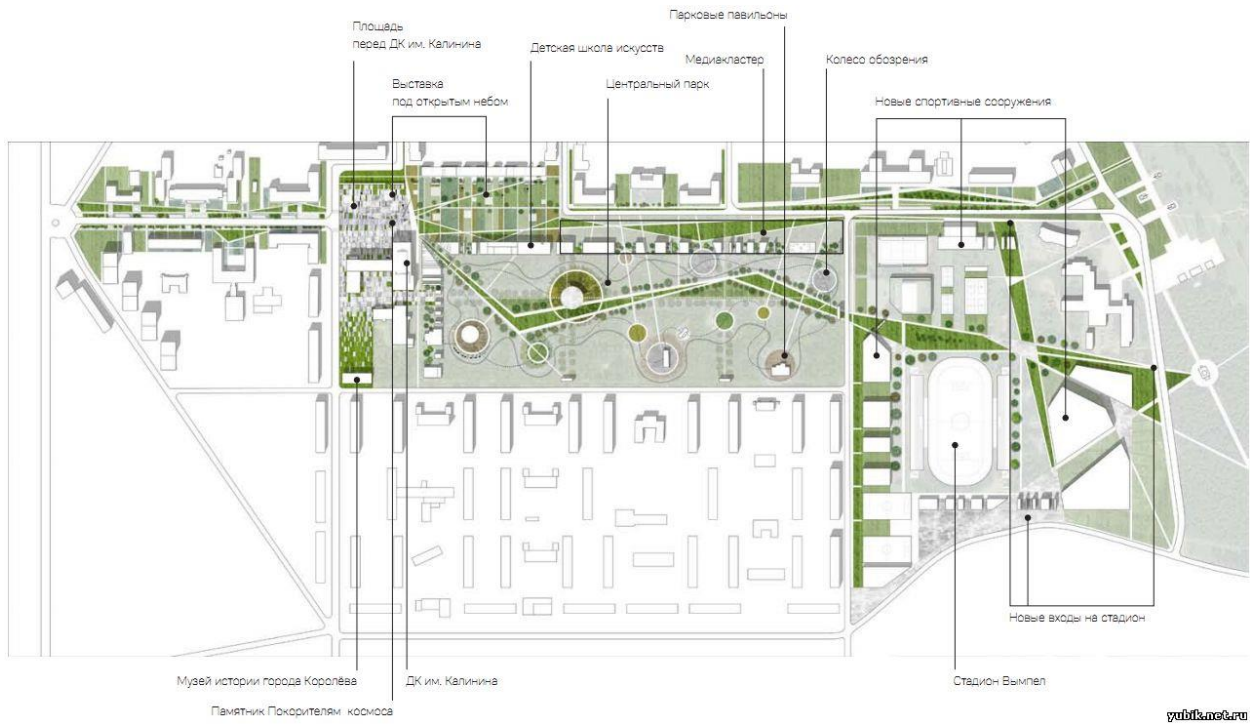 Парковые павильоны
Площадь
перед ДК им. Калинина
Детская школа искусств
Медиакластер
Колесо обозрения
Выставка
под открытым небом
Центральный парк
Новые спортивные сооружения
Новые входы на стадион
Музей истории города Королёва
ДК им. Калинина
Стадион Вымпел
Памятник Покорителям космоса
yubik.net.ru